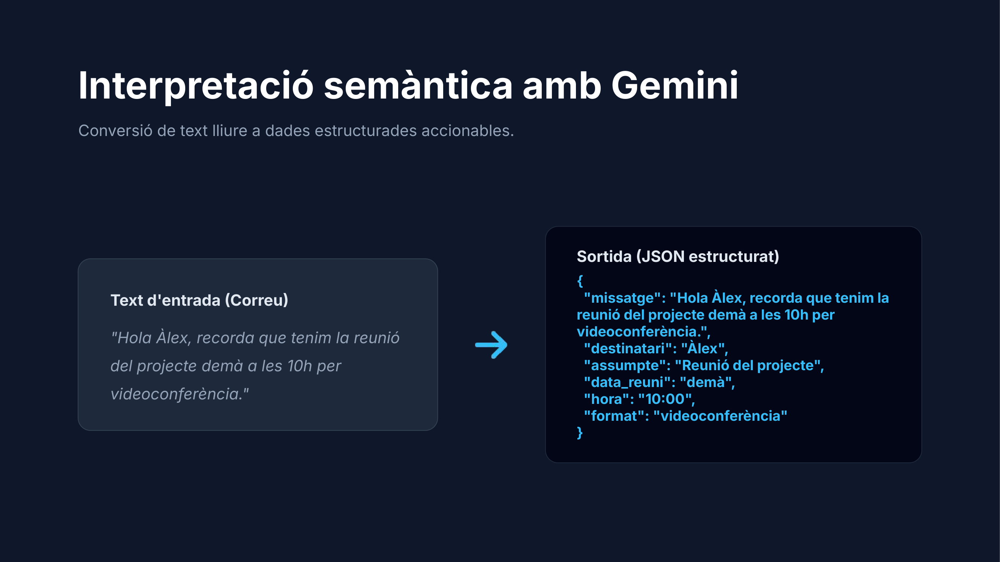 Interpretació semàntica amb Gemini
Conversió de text lliure a dades estructurades accionables.
Text d'entrada (Correu)
"Hola Àlex, recorda que tenim la reunió
del projecte demà a les 10h per
videoconferència."
Sortida (JSON estructurat)
{
  "missatge": "Hola Àlex, recorda que tenim la
reunió del projecte demà a les 10h per
videoconferència.",
  "destinatari": "Àlex",
  "assumpte": "Reunió del projecte",
  "data_reuni": "demà",
  "hora": "10:00",
  "format": "videoconferència"
}